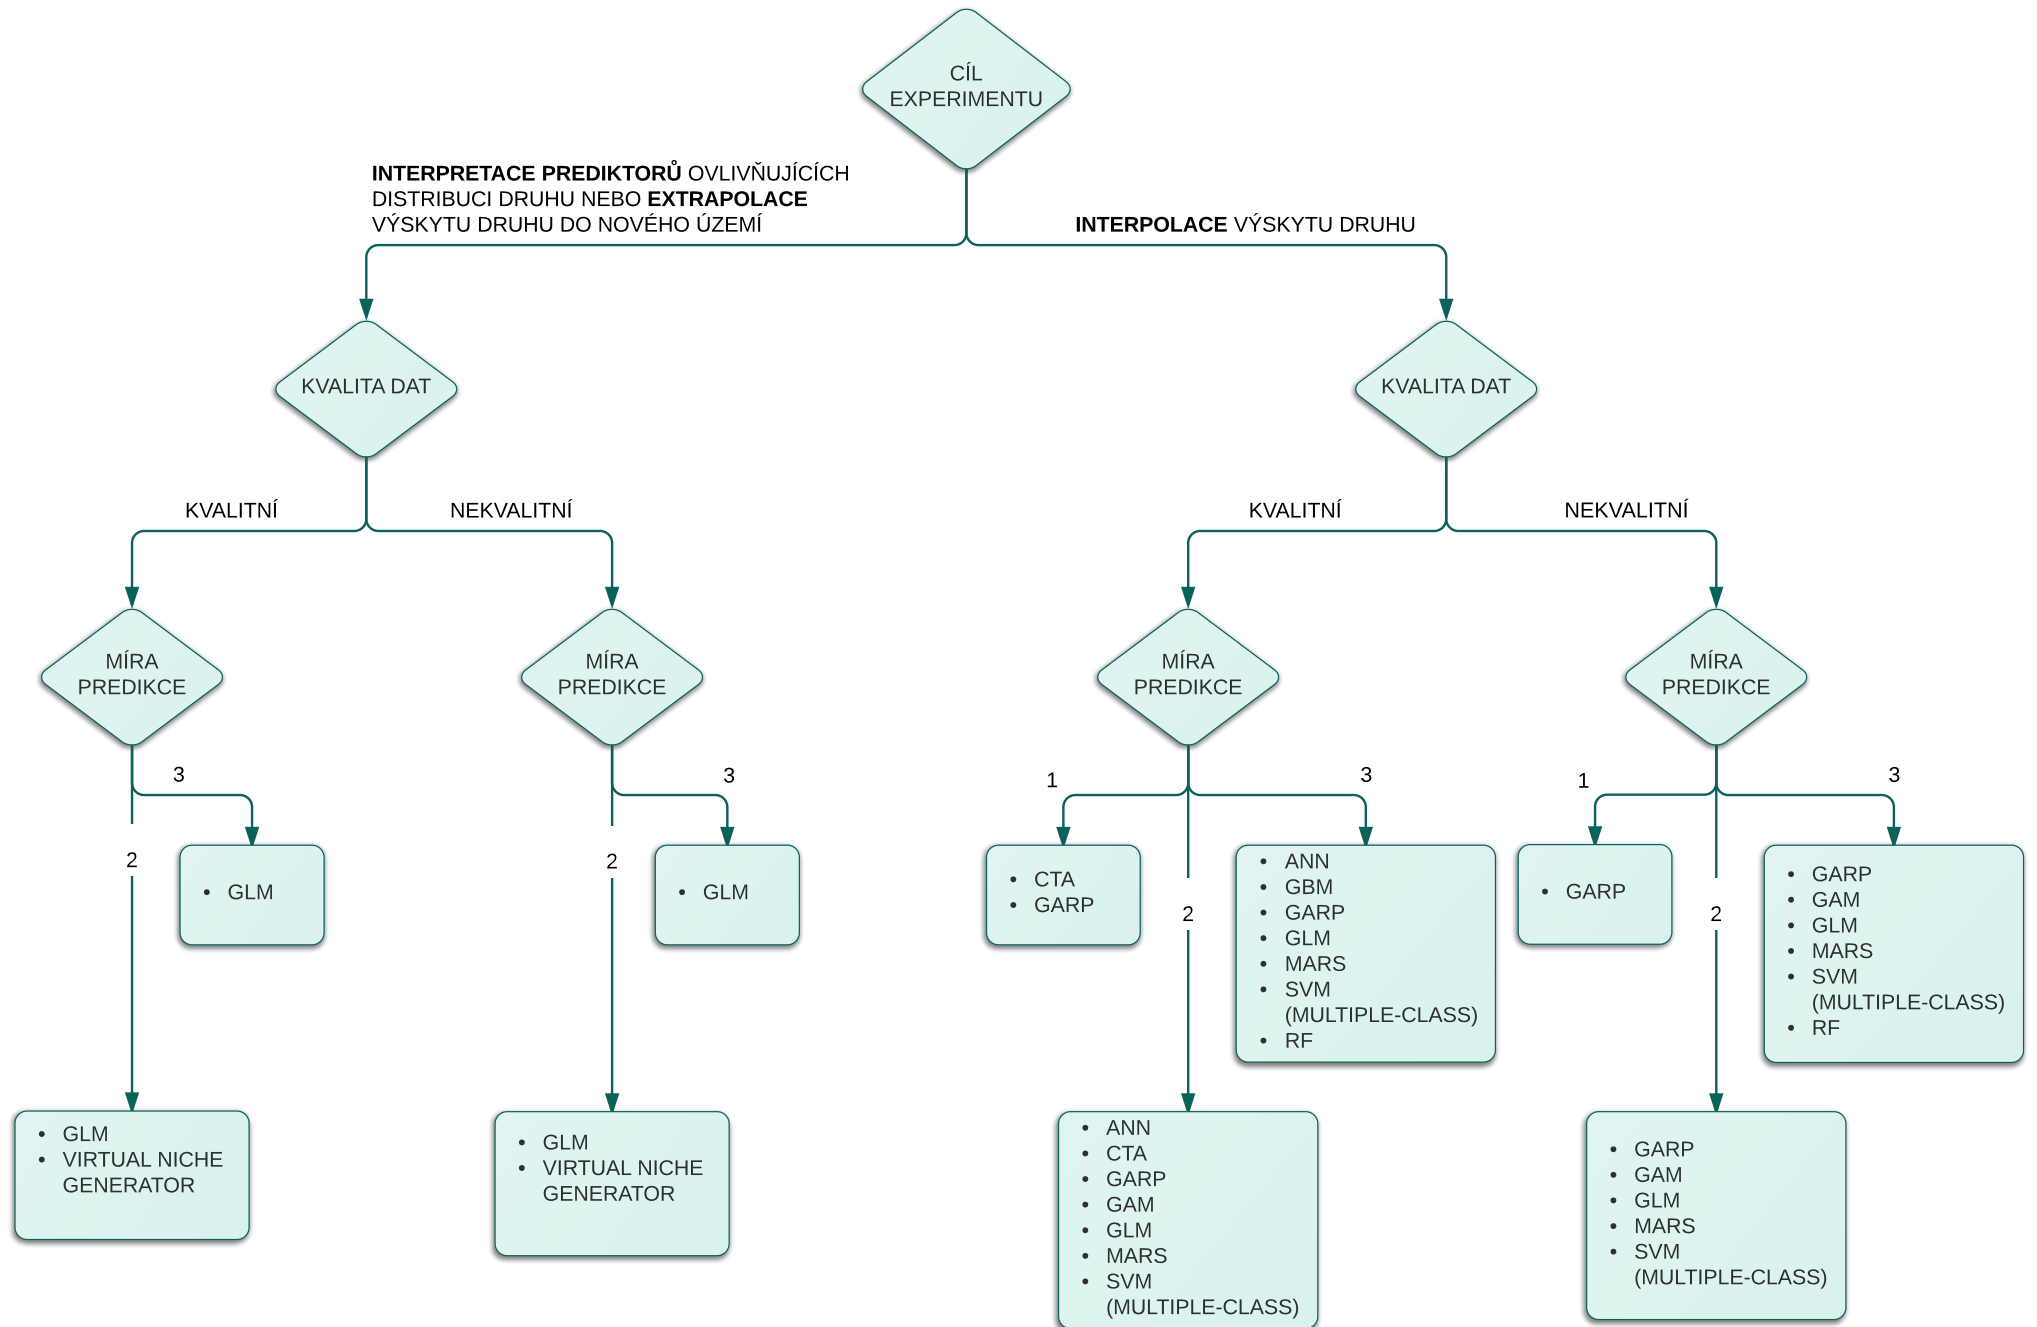 CÍL
EXPERIMENTU
INTERPRETACE PREDIKTORŮ OVLIVŇUJÍCÍCH
DISTRIBUCI DRUHU NEBO EXTRAPOLACE
VÝSKYTU DRUHU DO NOVÉHO ÚZEMÍ
INTERPOLACE VÝSKYTU DRUHU
KVALITA DAT
KVALITA DAT
KVALITNÍ
NEKVALITNÍ
KVALITNÍ
NEKVALITNÍ
MÍRA
PREDIKCE
MÍRA
PREDIKCE
MÍRA
PREDIKCE
MÍRA
PREDIKCE
3
2
• GLM
• GLM
• VIRTUAL NICHE
GENERATOR
3
2
• GLM
• GLM
• VIRTUAL NICHE
GENERATOR
1
3
2
• CTA
• GARP
• ANN
• GBM
• GARP
• GLM
• MARS
• SVM
(MULTIPLE-CLASS)
• RF
• ANN
• CTA
• GARP
• GAM
• GLM
• MARS
• SVM
(MULTIPLE-CLASS)
1
3
2
• GARP
• GARP
• GAM
• GLM
• MARS
• SVM
(MULTIPLE-CLASS)
• RF
• GARP
• GAM
• GLM
• MARS
• SVM
(MULTIPLE-CLASS)